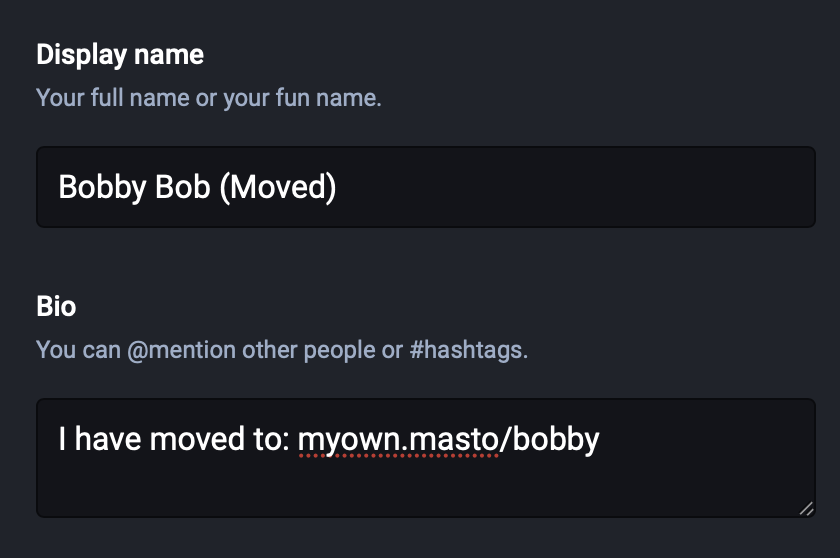 Display name
Your full name or your fun name.
Bobby Bob (Moved)
Bio
You can @mention other people or #hashtags.
I have moved to: myown.masto/bobby